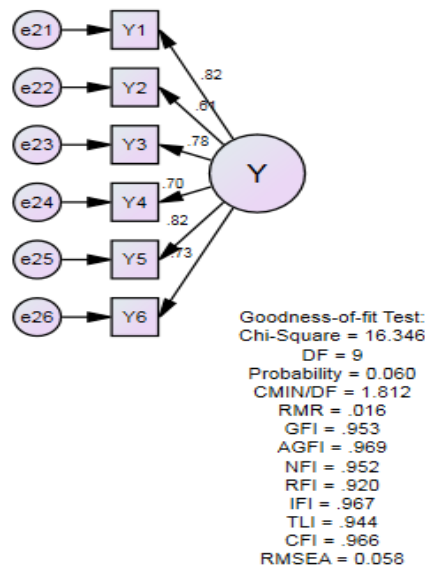 e21 Y1
.82
e22 Y2
.61
e23 Y3
.78
Y
e24 Y4
.70
.82
e25 Y5
.73
e26 Y6
Goodness-of-fit Test:
Chi-Square = 16.346
DF = 9
Probability = 0.060
CMIN/DF = 1.812
RMR = .016
GFI = .953
AGFI = .969
NFI = .952
RFI = .920
IFI = .967
TLI = .944
CFI = .966
RMSEA = 0.058